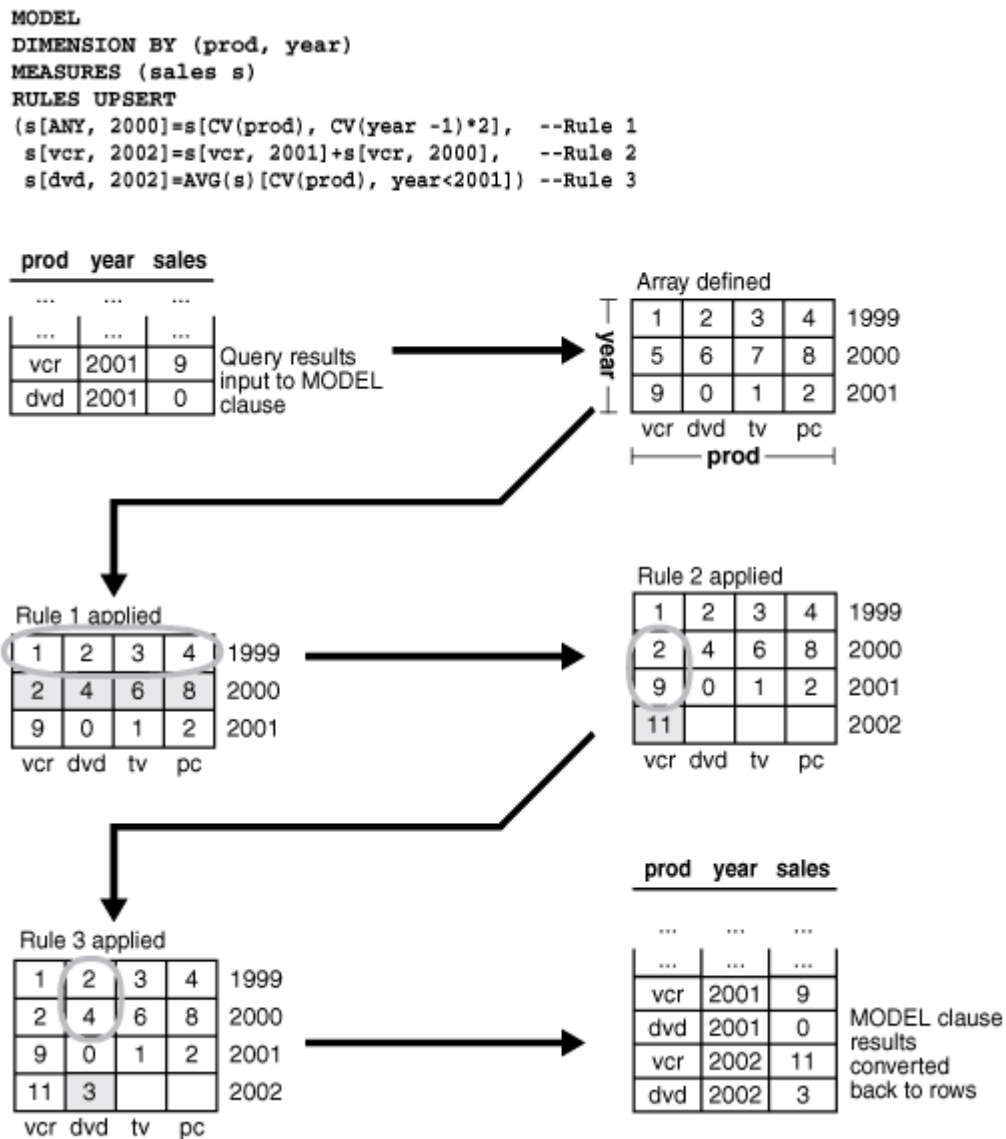 MODEL
DIMENSION BY (prod, year)
MEASURES (sales s)
RULES UPSERT
(s[ANY, 2000]=s[CV(prod), CV(year -1)*2], --Rule 1
s[vcr, 2002]=s[vcr, 2001]+s[vcr, 2000], --Rule 2
s[dvd, 2002]=AVG(s)[CV(prod), year<2001]) --Rule 3
prod year sales
... ... ...
... ... ...
vcr 2001 9
dvd 2001 0
Query results
input to MODEL
clause
Array defined
year
1 2 3 4 1999
5 6 7 8 2000
9 0 1 2 2001
vcr dvd tv pc
prod
Rule 1 applied
1 2 3 4 1999
2 4 6 8 2000
9 0 1 2 2001
vcr dvd tv pc
Rule 2 applied
1 2 3 4 1999
2 4 6 8 2000
9 0 1 2 2001
11 2002
vcr dvd tv pc
Rule 3 applied
1 2 3 4 1999
2 4 6 8 2000
9 0 1 2 2001
11 3 2002
vcr dvd tv pc
prod year sales
... ... ...
... ... ...
vcr 2001 9
dvd 2001 0
vcr 2002 11
dvd 2002 3
MODEL clause
results
converted
back to rows